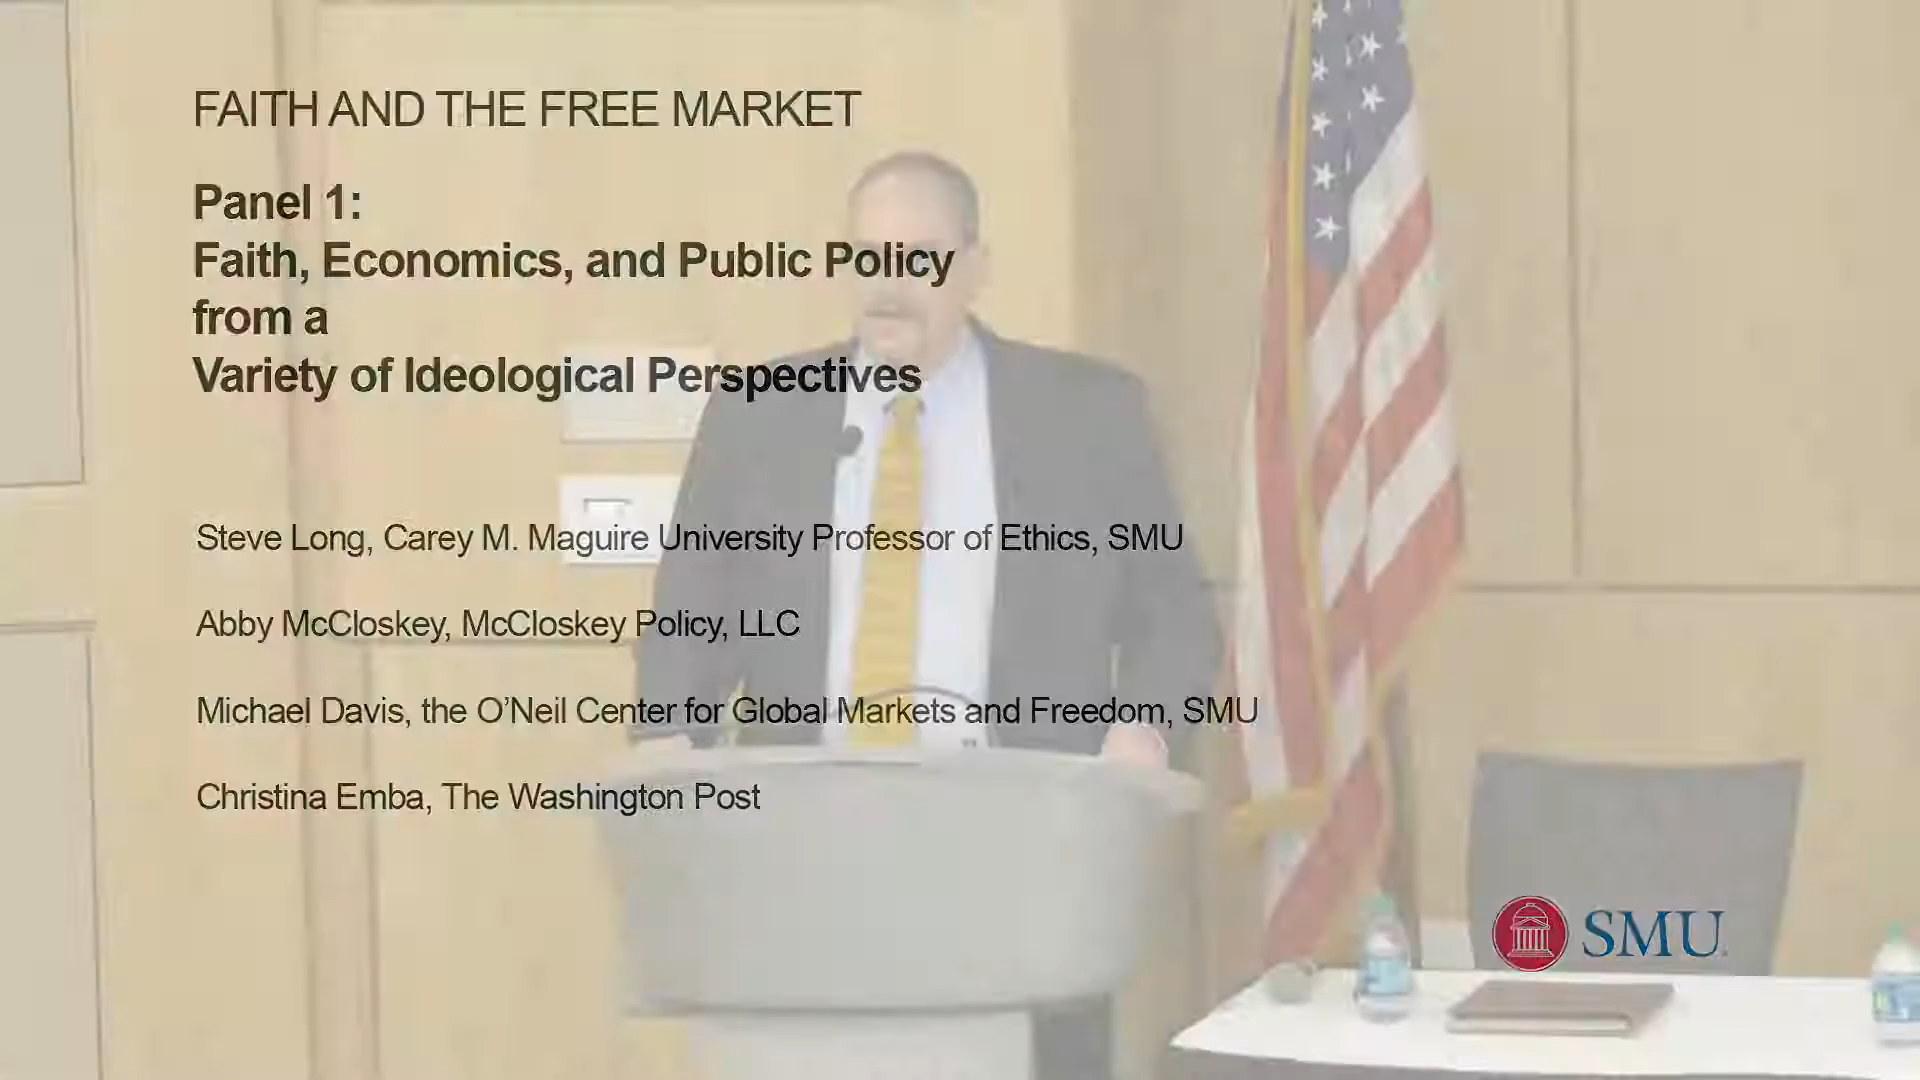 FAITH AND THE FREE MARKET
Panel 1:
Faith, Economics, and Public Policy
from a
Variety of Ideological Perspectives
Steve Long, Carey M. Maguire University Professor of Ethics, SMU
Abby McCloskey, McCloskey Policy, LLC
Michael Davis, the O’Neil Center for Global Markets and Freedom, SMU
Christina Emba, The Washington Post
SMU